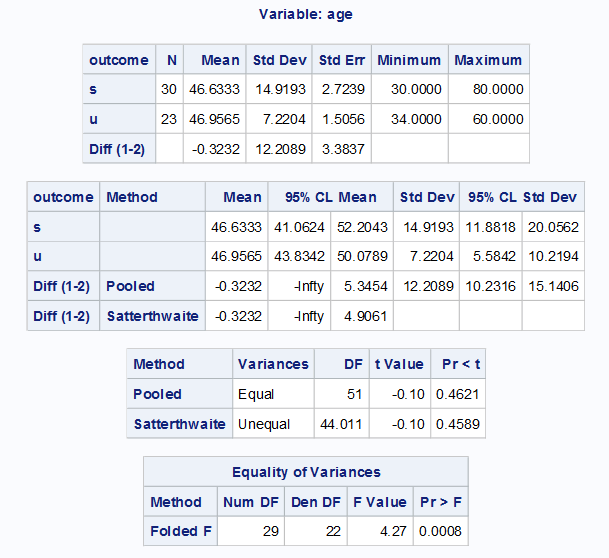 Variable: age
outcome N Mean Std Dev Std Err Minimum Maximum
s 30 46.6333 14.9193 2.7239 30.0000 80.0000
u 23 46.9565 7.2204 1.5056 34.0000 60.0000
Diff (1-2) -0.3232 12.2089 3.3837
outcome Method Mean 95% CL Mean Std Dev 95% CL Std Dev
s 46.6333 41.0624 52.2043 14.9193 11.8818 20.0562
u 46.9565 43.8342 50.0789 7.2204 5.5842 10.2194
Diff (1-2) Pooled -0.3232 -Infty 5.3454 12.2089 10.2316 15.1406
Diff (1-2) Satterthwaite -0.3232 -Infty 4.9061
Method Variances DF t Value Pr < t
Pooled Equal 51 -0.10 0.4621
Satterthwaite Unequal 44.011 -0.10 0.4589
Equality of Variances
Method Num DF Den DF F Value Pr > F
Folded F 29 22 4.27 0.0008